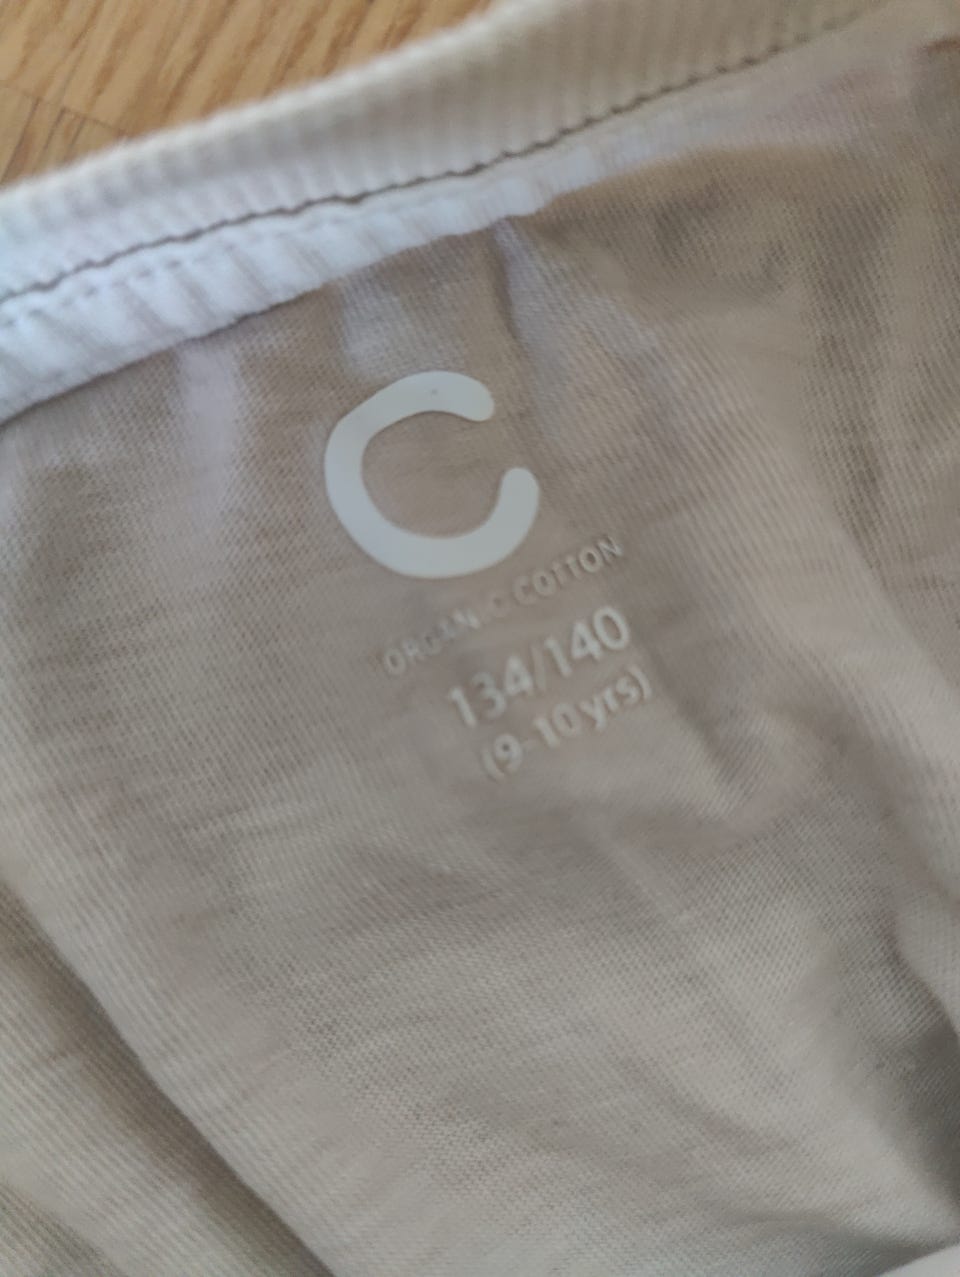 C
ORGANIC COTTON
134/140
(9-10 yrs)